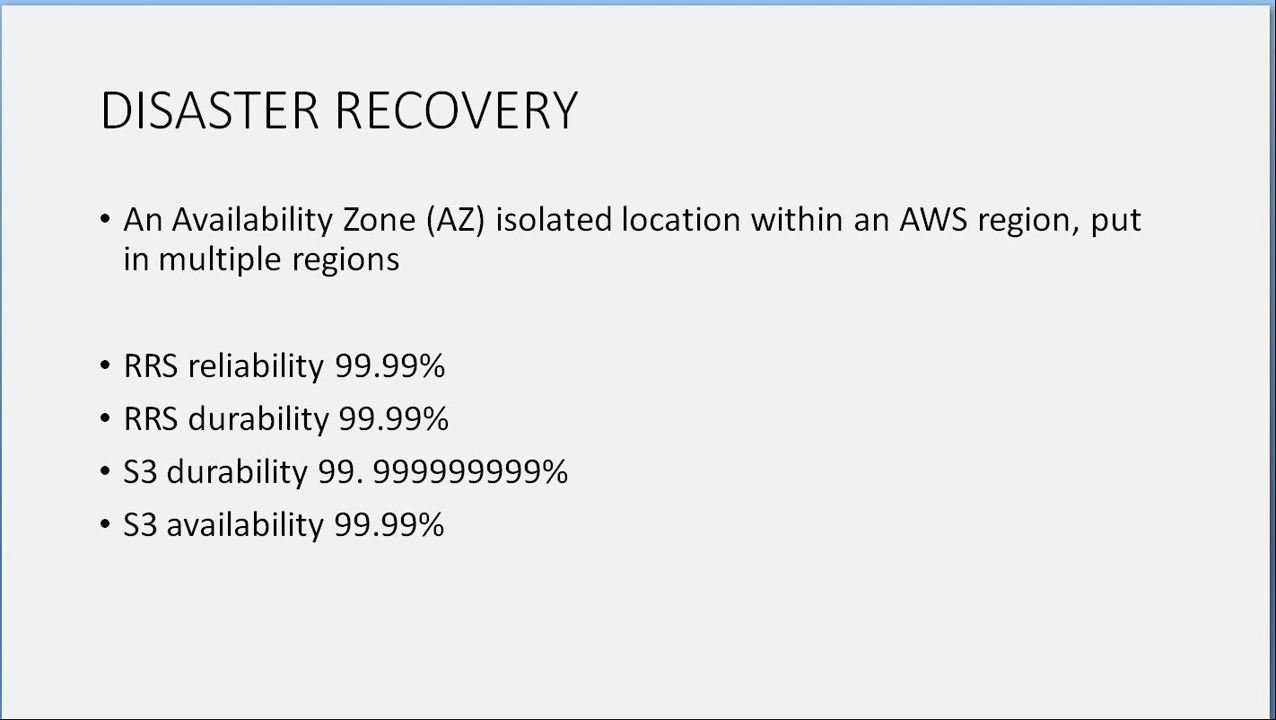 DISASTER RECOVERY
• An Availability Zone (AZ) isolated location within an AWS region, put
in multiple regions
• RRS reliability 99.99%
• RRS durability 99.99%
• S3 durability 99. 999999999%
• S3 availability 99.99%